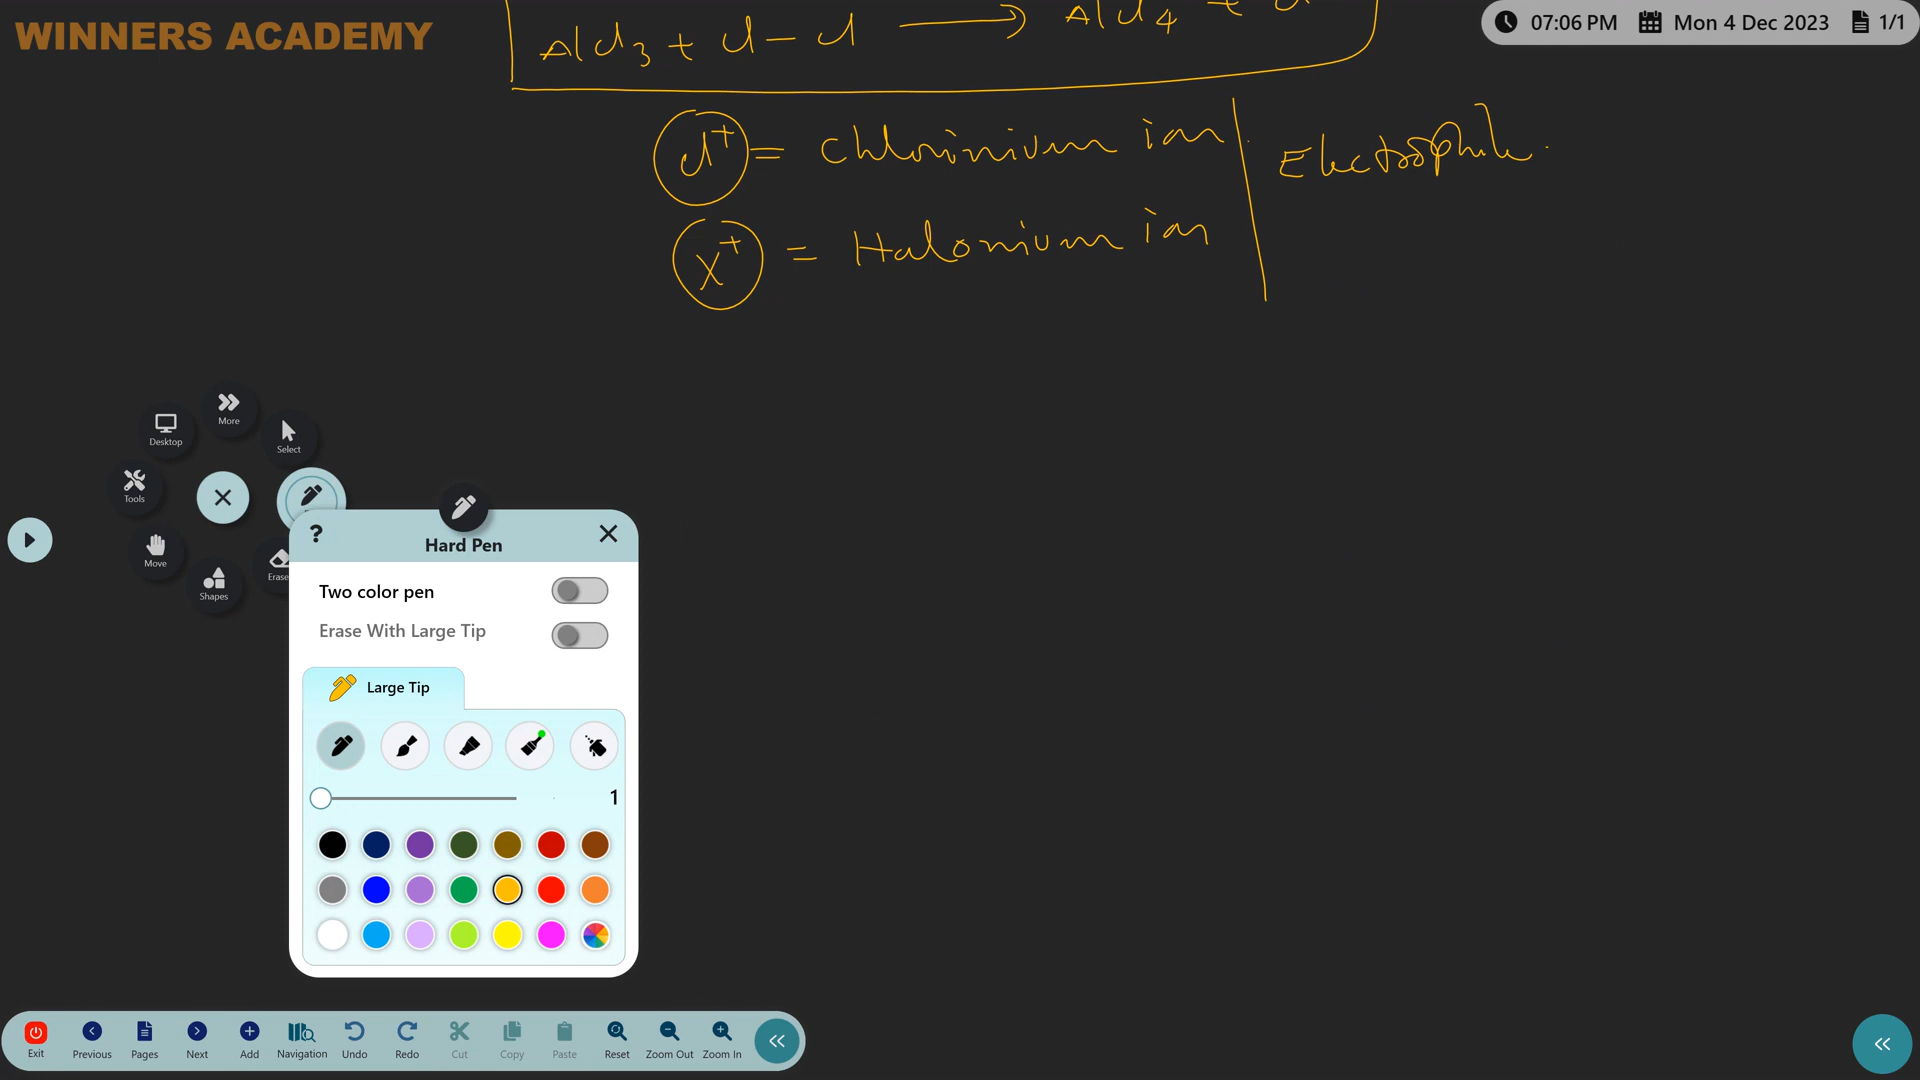 WINNERS ACADEMY
07:06 PM Mon 4 Dec 2023 1/1
AlCl3 + Cl – Cl ⟶ AlCl4 + Cl
Cl+ = Chloronium ion Electrophile.
X+ = Halonium ion
More
Desktop
Select
Tools
Move
Shapes
Erase
? Hard Pen
Two color pen
Erase With Large Tip
Large Tip
1
Exit Previous Pages Next Add Navigation Undo Redo Cut Copy Paste Reset Zoom Out Zoom In